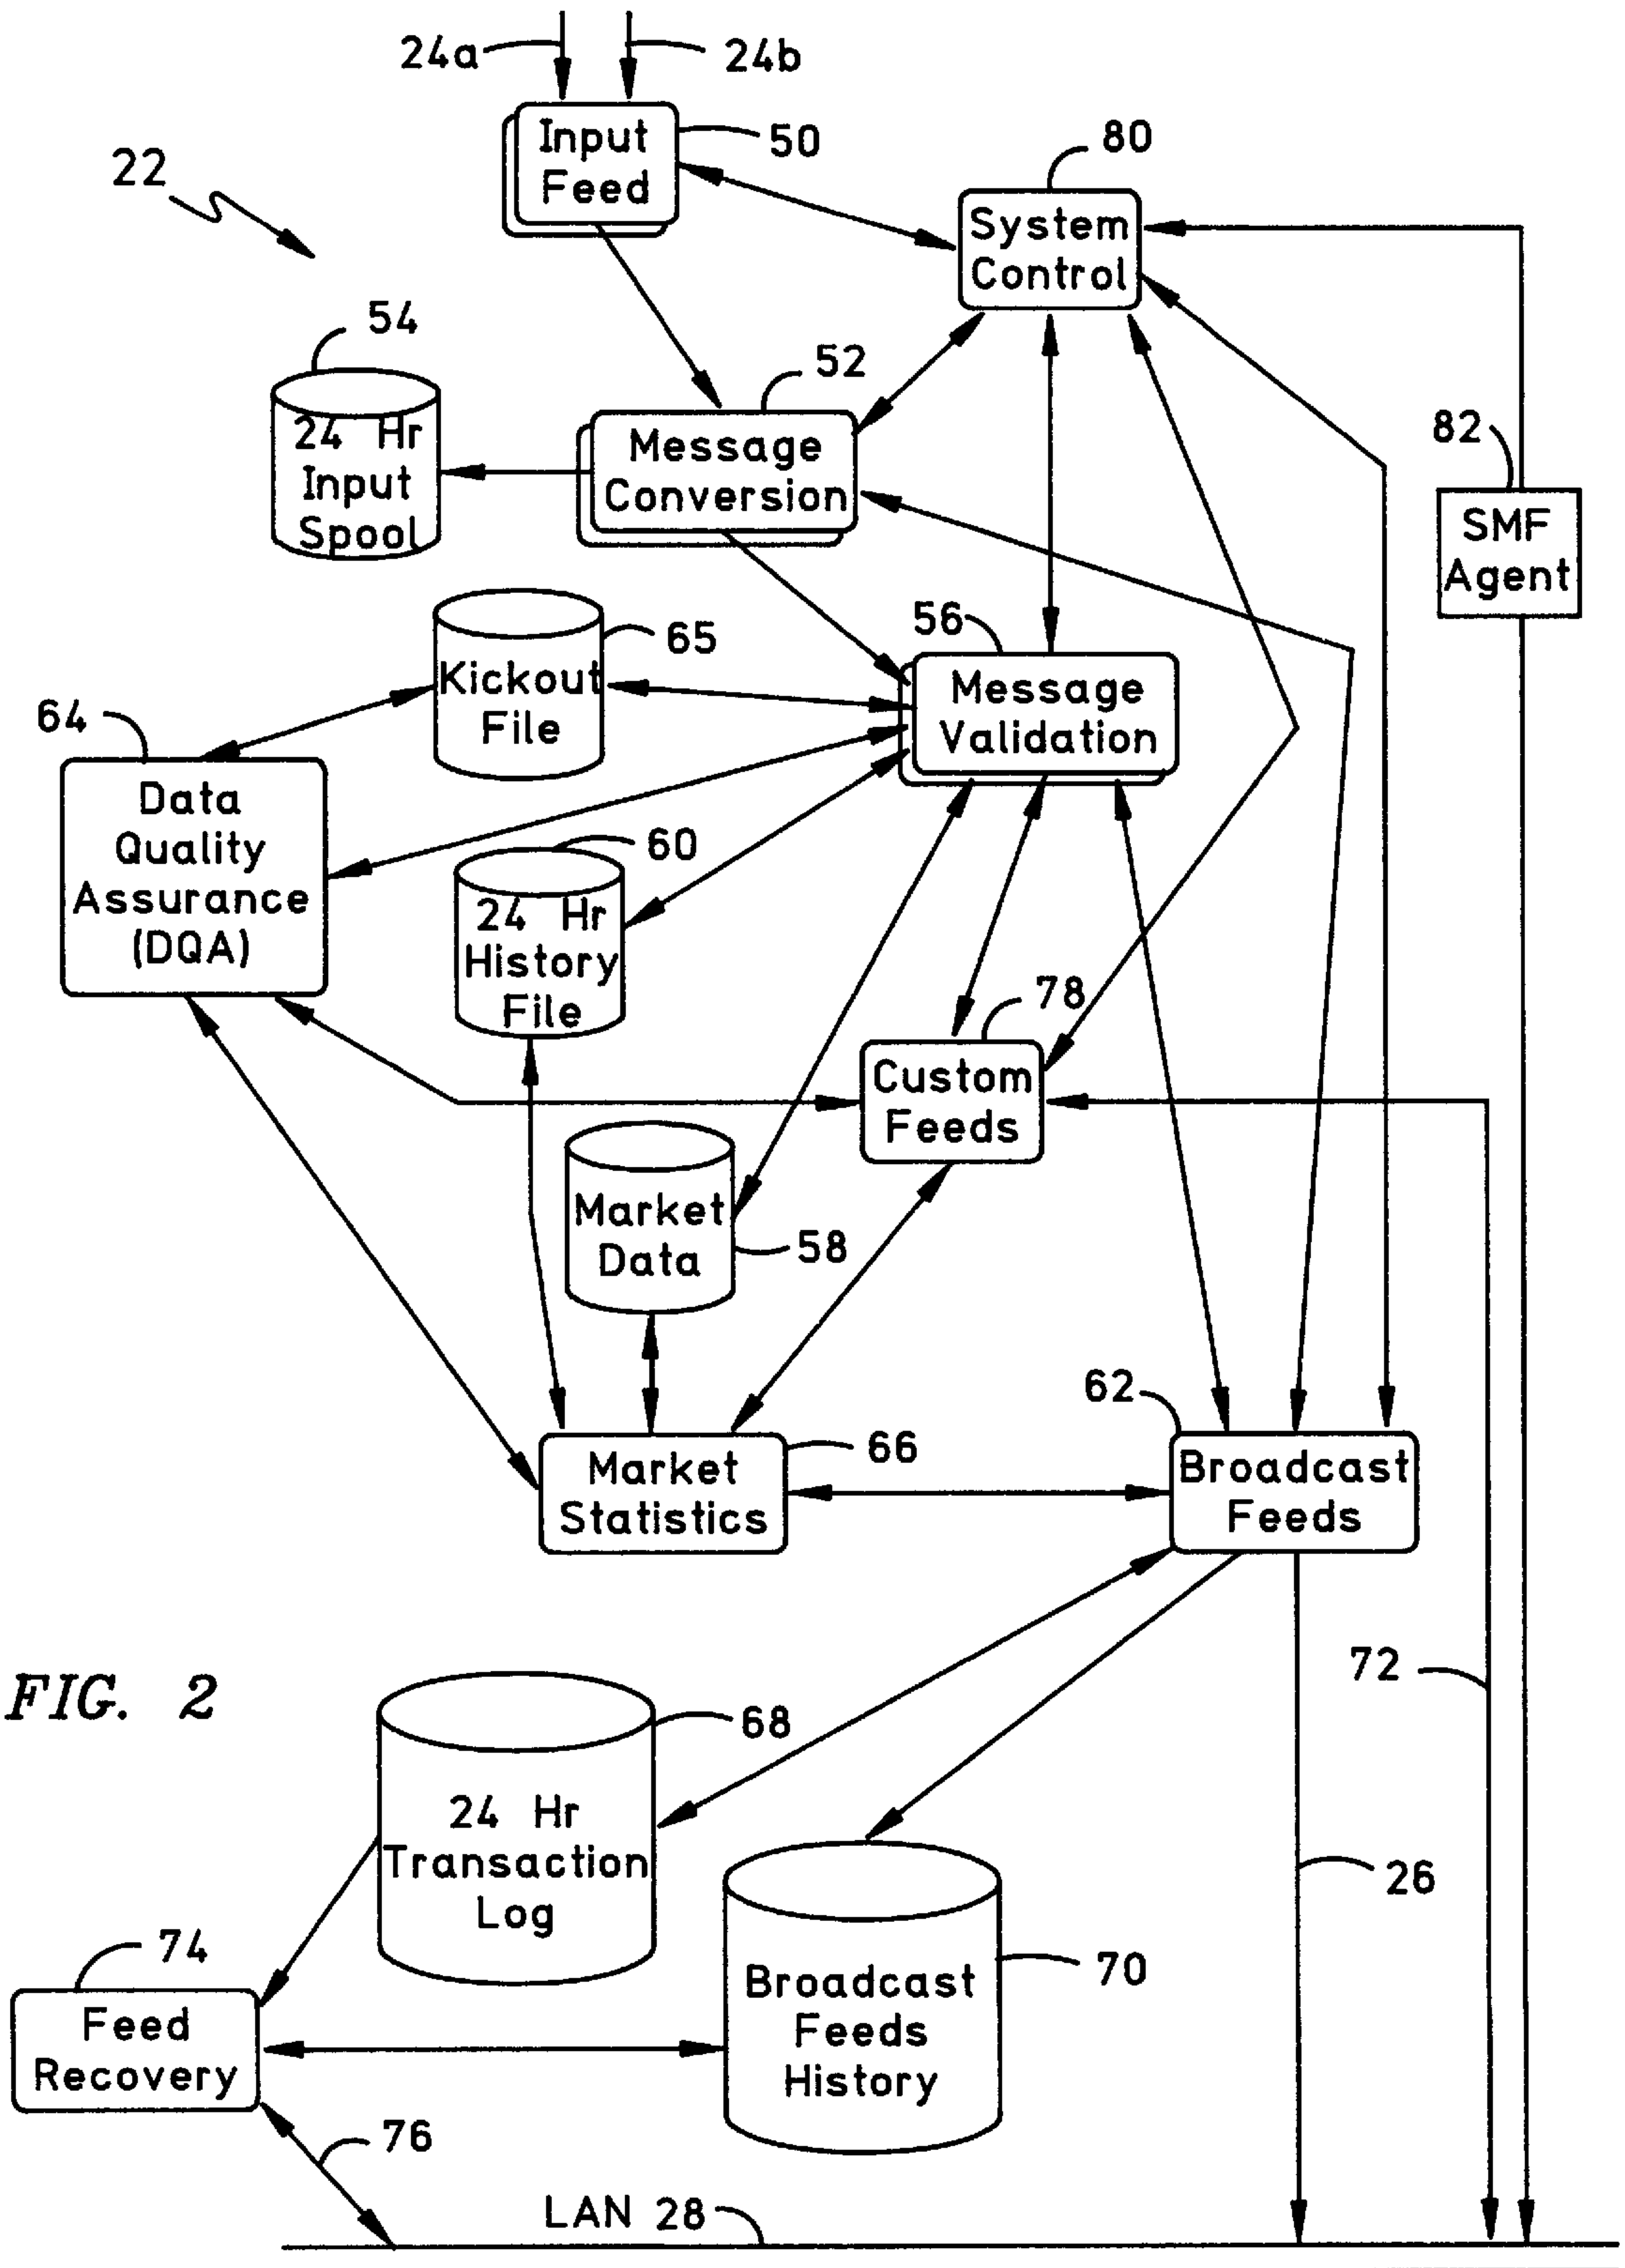 24a
24b
Input
Feed
50
80
22
System
Control
54
52
24 Hr
Input
Spool
Message
Conversion
82
SMF
Agent
65
56
Kickout
File
Message
Validation
64
Data
Quality
Assurance
(DQA)
60
24 Hr
History
File
78
Custom
Feeds
Market
Data
58
62
66
Market
Statistics
Broadcast
Feeds
72
FIG. 2
68
24 Hr
Transaction
Log
26
74
70
Feed
Recovery
Broadcast
Feeds
History
76
LAN 28